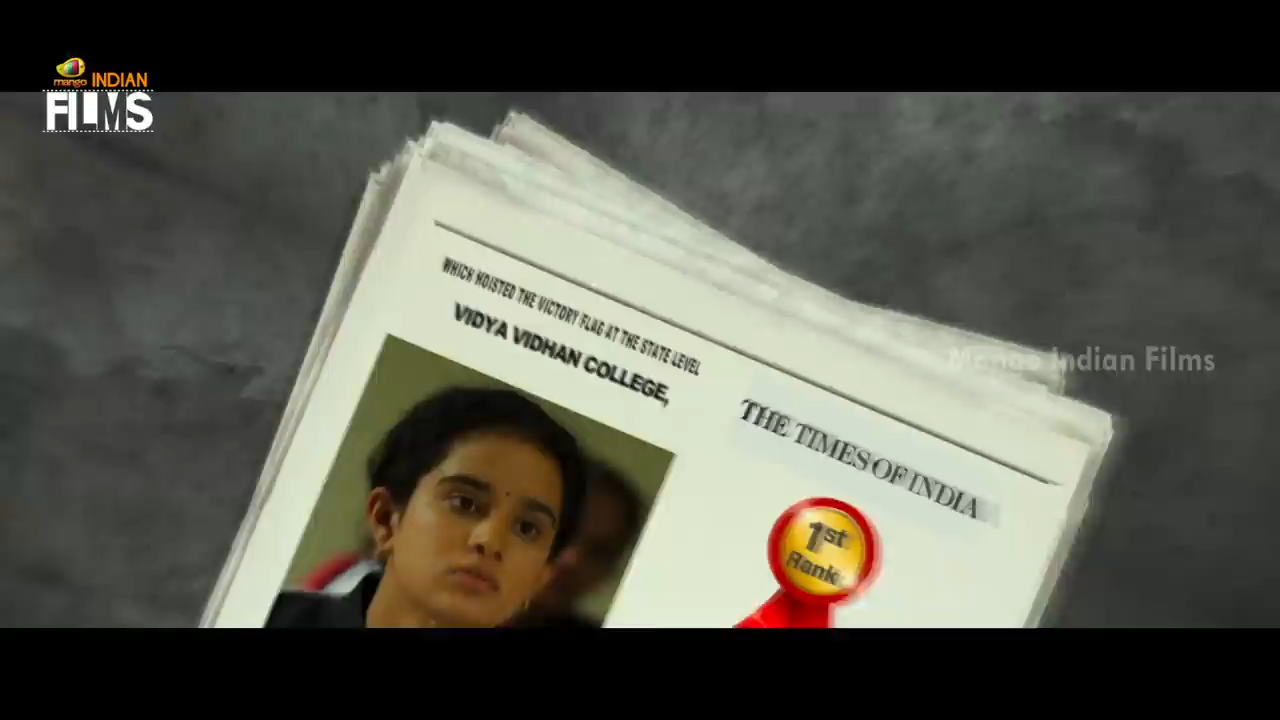 mango INDIAN
FILMS
WHICH HOISTED THE VICTORY FLAG AT THE STATE LEVEL
VIDYA VIDHAN COLLEGE,
THE TIMES OF INDIA
1st
Rank
Mango Indian Films